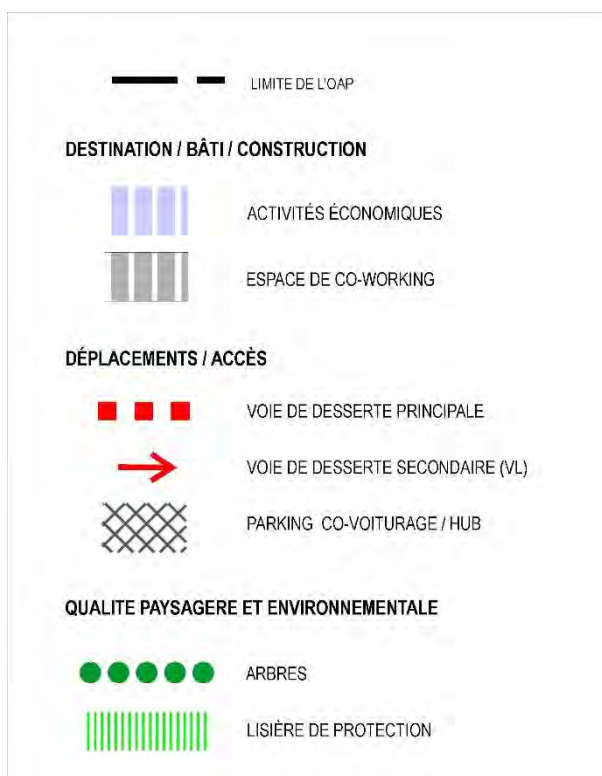 LIMITE DE L'OAP
DESTINATION / BÂTI / CONSTRUCTION
ACTIVITÉS ÉCONOMIQUES
ESPACE DE CO-WORKING
DÉPLACEMENTS / ACCÈS
VOIE DE DESSERTE PRINCIPALE
VOIE DE DESSERTE SECONDAIRE (VL)
PARKING CO-VOITURAGE / HUB
QUALITE PAYSAGERE ET ENVIRONNEMENTALE
ARBRES
LISIÈRE DE PROTECTION